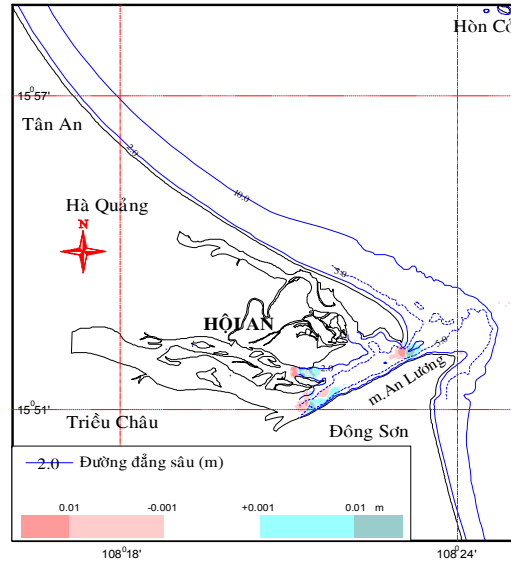 Hòn Cỏ
15°57'
Tân An
2.0
10.0
Hà Quảng
N
5.0
HỘI AN
5.0
2.0
m. An Lương
15°51'
Triều Châu
Đông Sơn
2.0 Đường đẳng sâu (m)
0.01 -0.001 +0.001 0.01 m
108°18' 108°24'